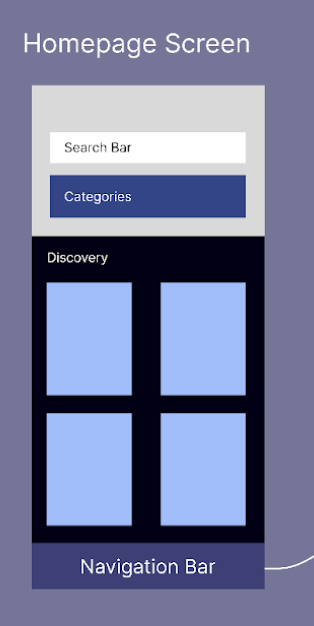 Homepage Screen
Search Bar
Categories
Discovery
Navigation Bar